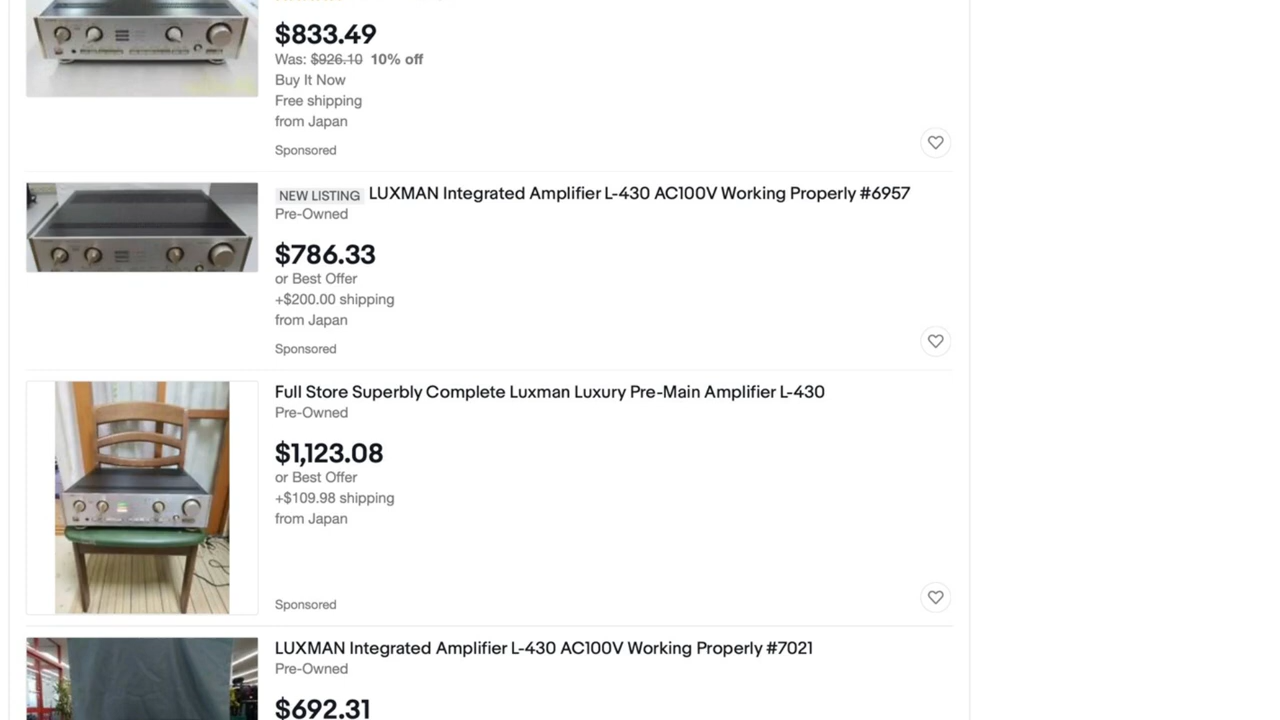 $833.49
Was: $926.10 10% off
Buy It Now
Free shipping
from Japan
Sponsored
NEW LISTING LUXMAN Integrated Amplifier L-430 AC100V Working Properly #6957
Pre-Owned
$786.33
or Best Offer
+$200.00 shipping
from Japan
Sponsored
Full Store Superbly Complete Luxman Luxury Pre-Main Amplifier L-430
Pre-Owned
$1,123.08
or Best Offer
+$109.98 shipping
from Japan
Sponsored
LUXMAN Integrated Amplifier L-430 AC100V Working Properly #7021
Pre-Owned
$692.31